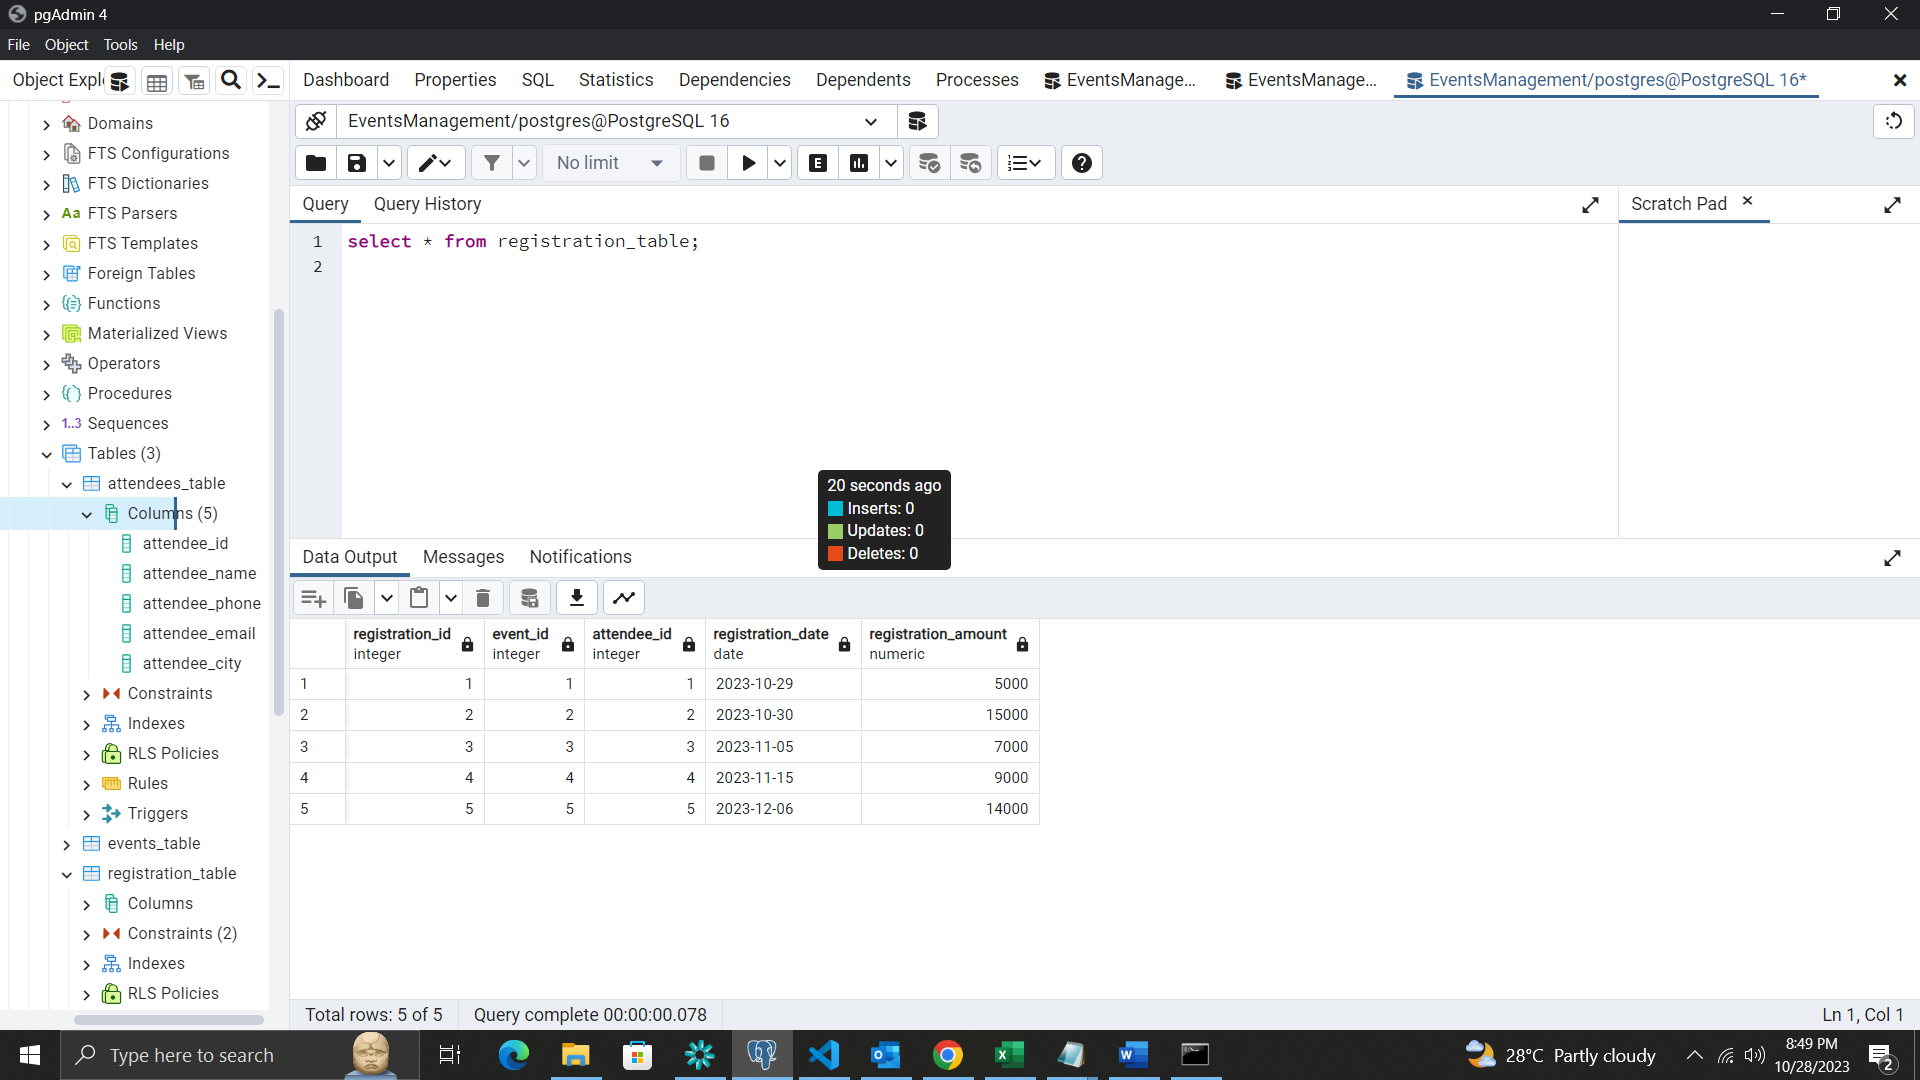 pgAdmin 4
File Object Tools Help
Object Explo
Dashboard Properties SQL Statistics Dependencies Dependents Processes EventsManage... EventsManage... EventsManagement/postgres@PostgreSQL 16*
Domains
FTS Configurations
FTS Dictionaries
Aa FTS Parsers
FTS Templates
Foreign Tables
Functions
Materialized Views
Operators
Procedures
1..3 Sequences
Tables (3)
attendees_table
Columns (5)
attendee_id
attendee_name
attendee_phone
attendee_email
attendee_city
Constraints
Indexes
RLS Policies
Rules
Triggers
events_table
registration_table
Columns
Constraints (2)
Indexes
RLS Policies
EventsManagement/postgres@PostgreSQL 16
No limit E
Query Query History
Scratch Pad
1 select * from registration_table;
2
20 seconds ago
Inserts: 0
Updates: 0
Deletes: 0
Data Output Messages Notifications
registration_id event_id attendee_id registration_date registration_amount
integer integer integer date numeric
1 1 1 1 2023-10-29 5000
2 2 2 2 2023-10-30 15000
3 3 3 3 2023-11-05 7000
4 4 4 4 2023-11-15 9000
5 5 5 5 2023-12-06 14000
Total rows: 5 of 5 Query complete 00:00:00.078 Ln 1, Col 1
Type here to search
28°C Partly cloudy
8:49 PM
10/28/2023
2